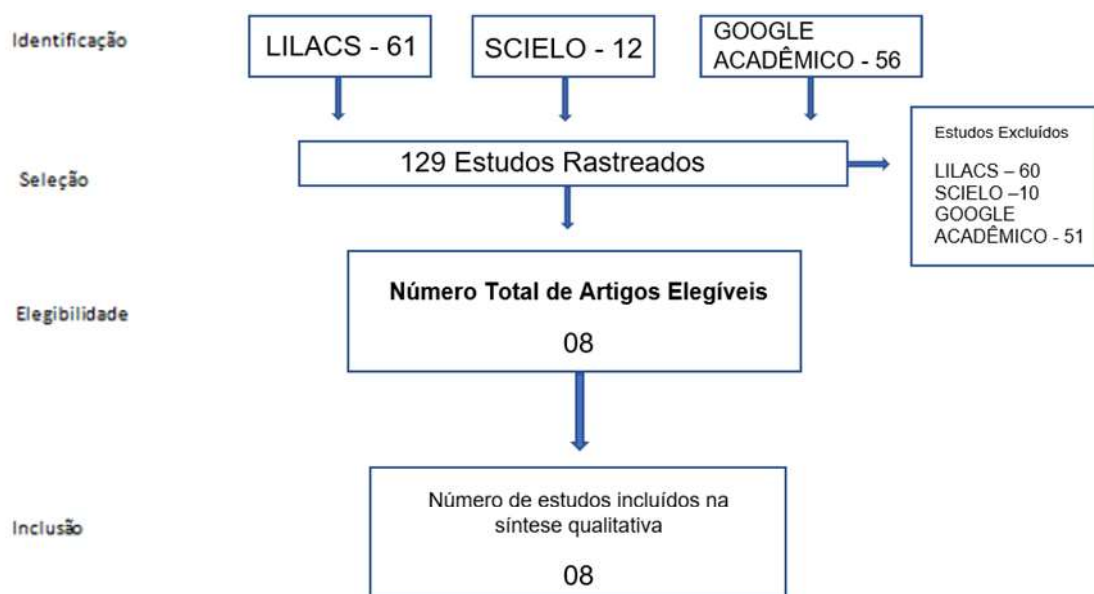 Identificação
LILACS - 61
SCIELO - 12
GOOGLE
ACADÊMICO - 56
Seleção
129 Estudos Rastreados
Estudos Excluídos
LILACS – 60
SCIELO –10
GOOGLE
ACADÊMICO - 51
Elegibilidade
Número Total de Artigos Elegíveis
08
Inclusão
Número de estudos incluídos na
síntese qualitativa
08